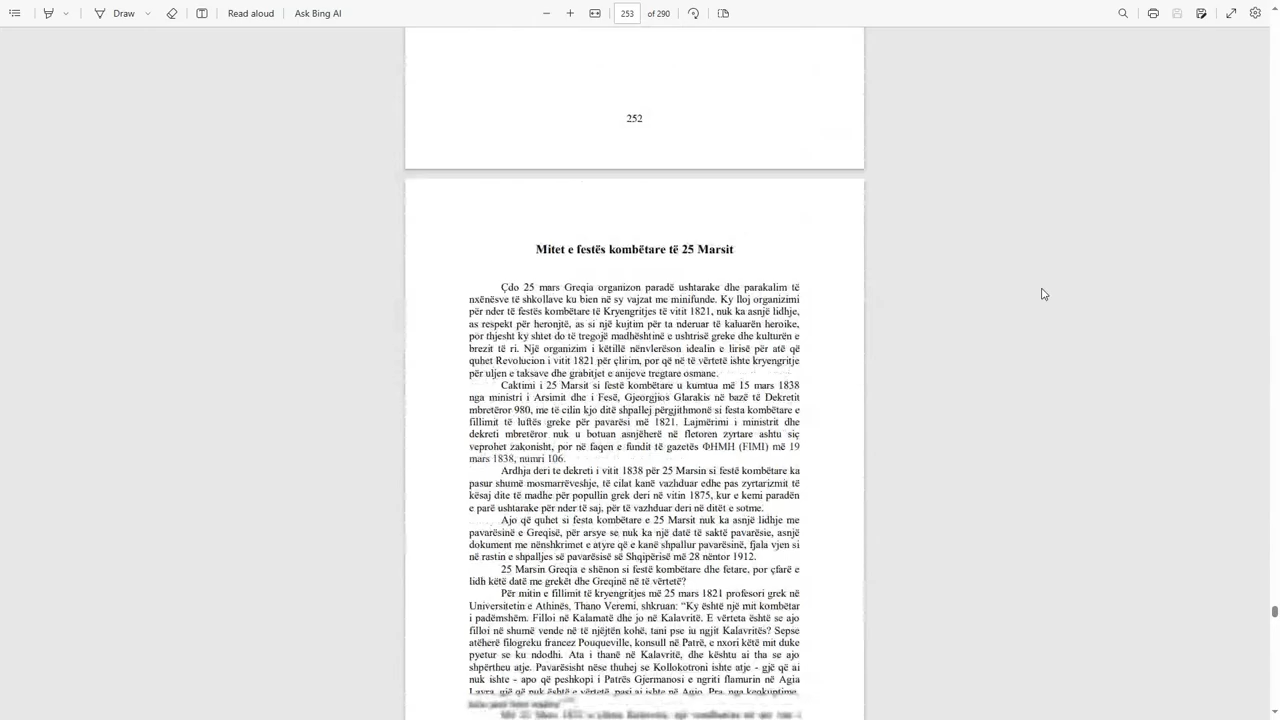 Draw
Read aloud
Ask Bing AI
253 of 290
252
Mitet e festës kombëtare të 25 Marsit
Çdo 25 mars Greqia organizon paradë ushtarake dhe parakalim të
nxënësve të shkollave ku bien në sy vajzat me minifunde. Ky lloj organizimi
për nder të festës kombëtare të Kryengritjes të vitit 1821, nuk ka asnjë lidhje,
as respekt për heronjtë, as si një kujtim për ta nderuar të kaluarën heroike,
por thjesht ky shtet do të tregojë madhështinë e ushtrisë greke dhe kulturën e
brezit të ri. Një organizim i këtillë nënvlerëson idealin e lirisë për atë që
quhet Revolucion i vitit 1821 për çlirim, por që në të vërtetë ishte kryengritje
për uljen e taksave dhe grabitjet e anijeve tregtare osmane.
Caktimi i 25 Marsit si festë kombëtare u kumtua më 15 mars 1838
nga ministri i Arsimit dhe i Fesë, Gjeorgjios Glarakis në bazë të Dekretit
mbretëror 980, me të cilin kjo ditë shpallej përgjithmonë si festa kombëtare e
fillimit të luftës greke për pavarësi më 1821. Lajmërimi i ministrit dhe
dekreti mbretëror nuk u botuan asnjëherë në fletoren zyrtare ashtu siç
veprohet zakonisht, por në faqen e fundit të gazetës ΦHMH (FIMI) më 19
mars 1838, numri 106.
Ardhja deri te dekreti i vitit 1838 për 25 Marsin si festë kombëtare ka
pasur shumë mosmarrëveshje, të cilat kanë vazhduar edhe pas zyrtarizmit të
kësaj dite të madhe për popullin grek deri në vitin 1875, kur e kemi paradën
e parë ushtarake për nder të saj, për të vazhduar deri në ditët e sotme.
Ajo që quhet si festa kombëtare e 25 Marsit nuk ka asnjë lidhje me
pavarësinë e Greqisë, për arsye se nuk ka një datë të saktë pavarësie, asnjë
dokument me nënshkrimet e atyre që e kanë shpallur pavarësinë, fjala vjen si
në rastin e shpalljes së pavarësisë së Shqipërisë më 28 nëntor 1912.
25 Marsin Greqia e shënon si festë kombëtare dhe fetare, por çfarë e
lidh këtë datë me grekët dhe Greqinë në të vërtetë?
Për mitin e fillimit të kryengritjes më 25 mars 1821 profesori grek në
Universitetin e Athinës, Thano Veremi, shkruan: “Ky është një mit kombëtar
i padëmshëm. Filloi në Kalamatë dhe jo në Kalavritë. E vërteta është se ajo
filloi në shumë vende në të njëjtën kohë, tani pse iu ngjit Kalavritës? Sepse
atëherë filogreku francez Pouqueville, konsull në Patrë, e nxori këtë mit duke
pyetur se ku ndodhi. Ata i thanë në Kalavritë, dhe kështu ai tha se ajo
shpërtheu atje. Pavarësisht nëse thuhej se Kollokotroni ishte atje - gjë që ai
nuk ishte - apo që peshkopi i Patrës Gjermanosi e ngriti flamurin në Agia
Lavra, gjë që nuk është e vërtetë, pasi ai ishte në Agio. Pra, nga keqkuptime,